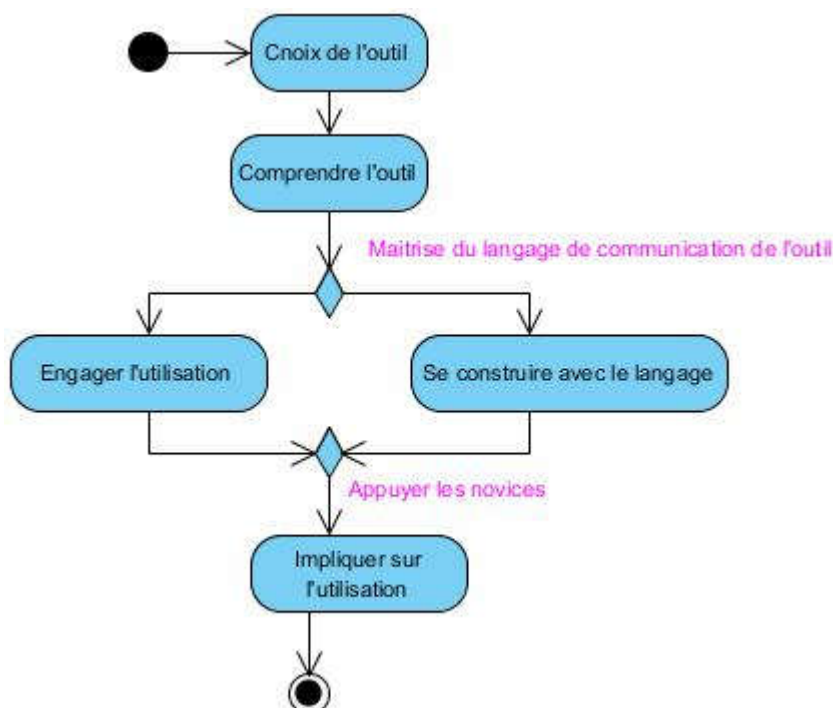 Cnoix de l'outil
Comprendre l'outil
Maitrise du langage de communication de l'outil
Engager l'utilisation
Se construire avec le langage
Appuyer les novices
Impliquer sur
l'utilisation